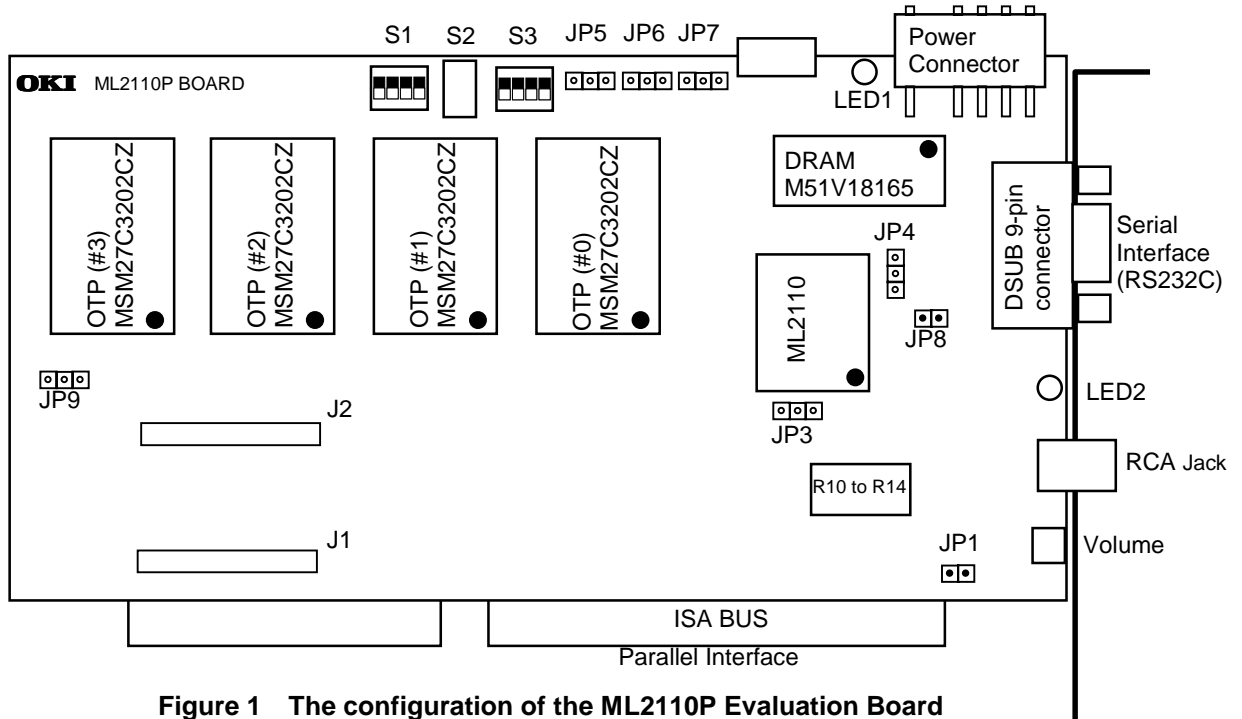 S1 S2 S3 JP5 JP6 JP7
Power
Connector
OKI ML2110P BOARD
LED1
OTP (#3)
MSM27C3202CZ
OTP (#2)
MSM27C3202CZ
OTP (#1)
MSM27C3202CZ
OTP (#0)
MSM27C3202CZ
DRAM
M51V18165
DSUB 9-pin
connector
Serial
Interface
(RS232C)
JP4
ML2110
JP8
JP9
LED2
JP3
J2
RCA Jack
R10 to R14
J1
JP1
Volume
ISA BUS
Parallel Interface
Figure 1 The configuration of the ML2110P Evaluation Board